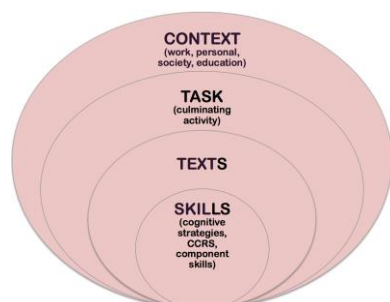 CONTEXT
(work, personal,
society, education)
TASK
(culminating
activity)
TEXTS
SKILLS
(cognitive
strategies,
CCRS,
component
skills)